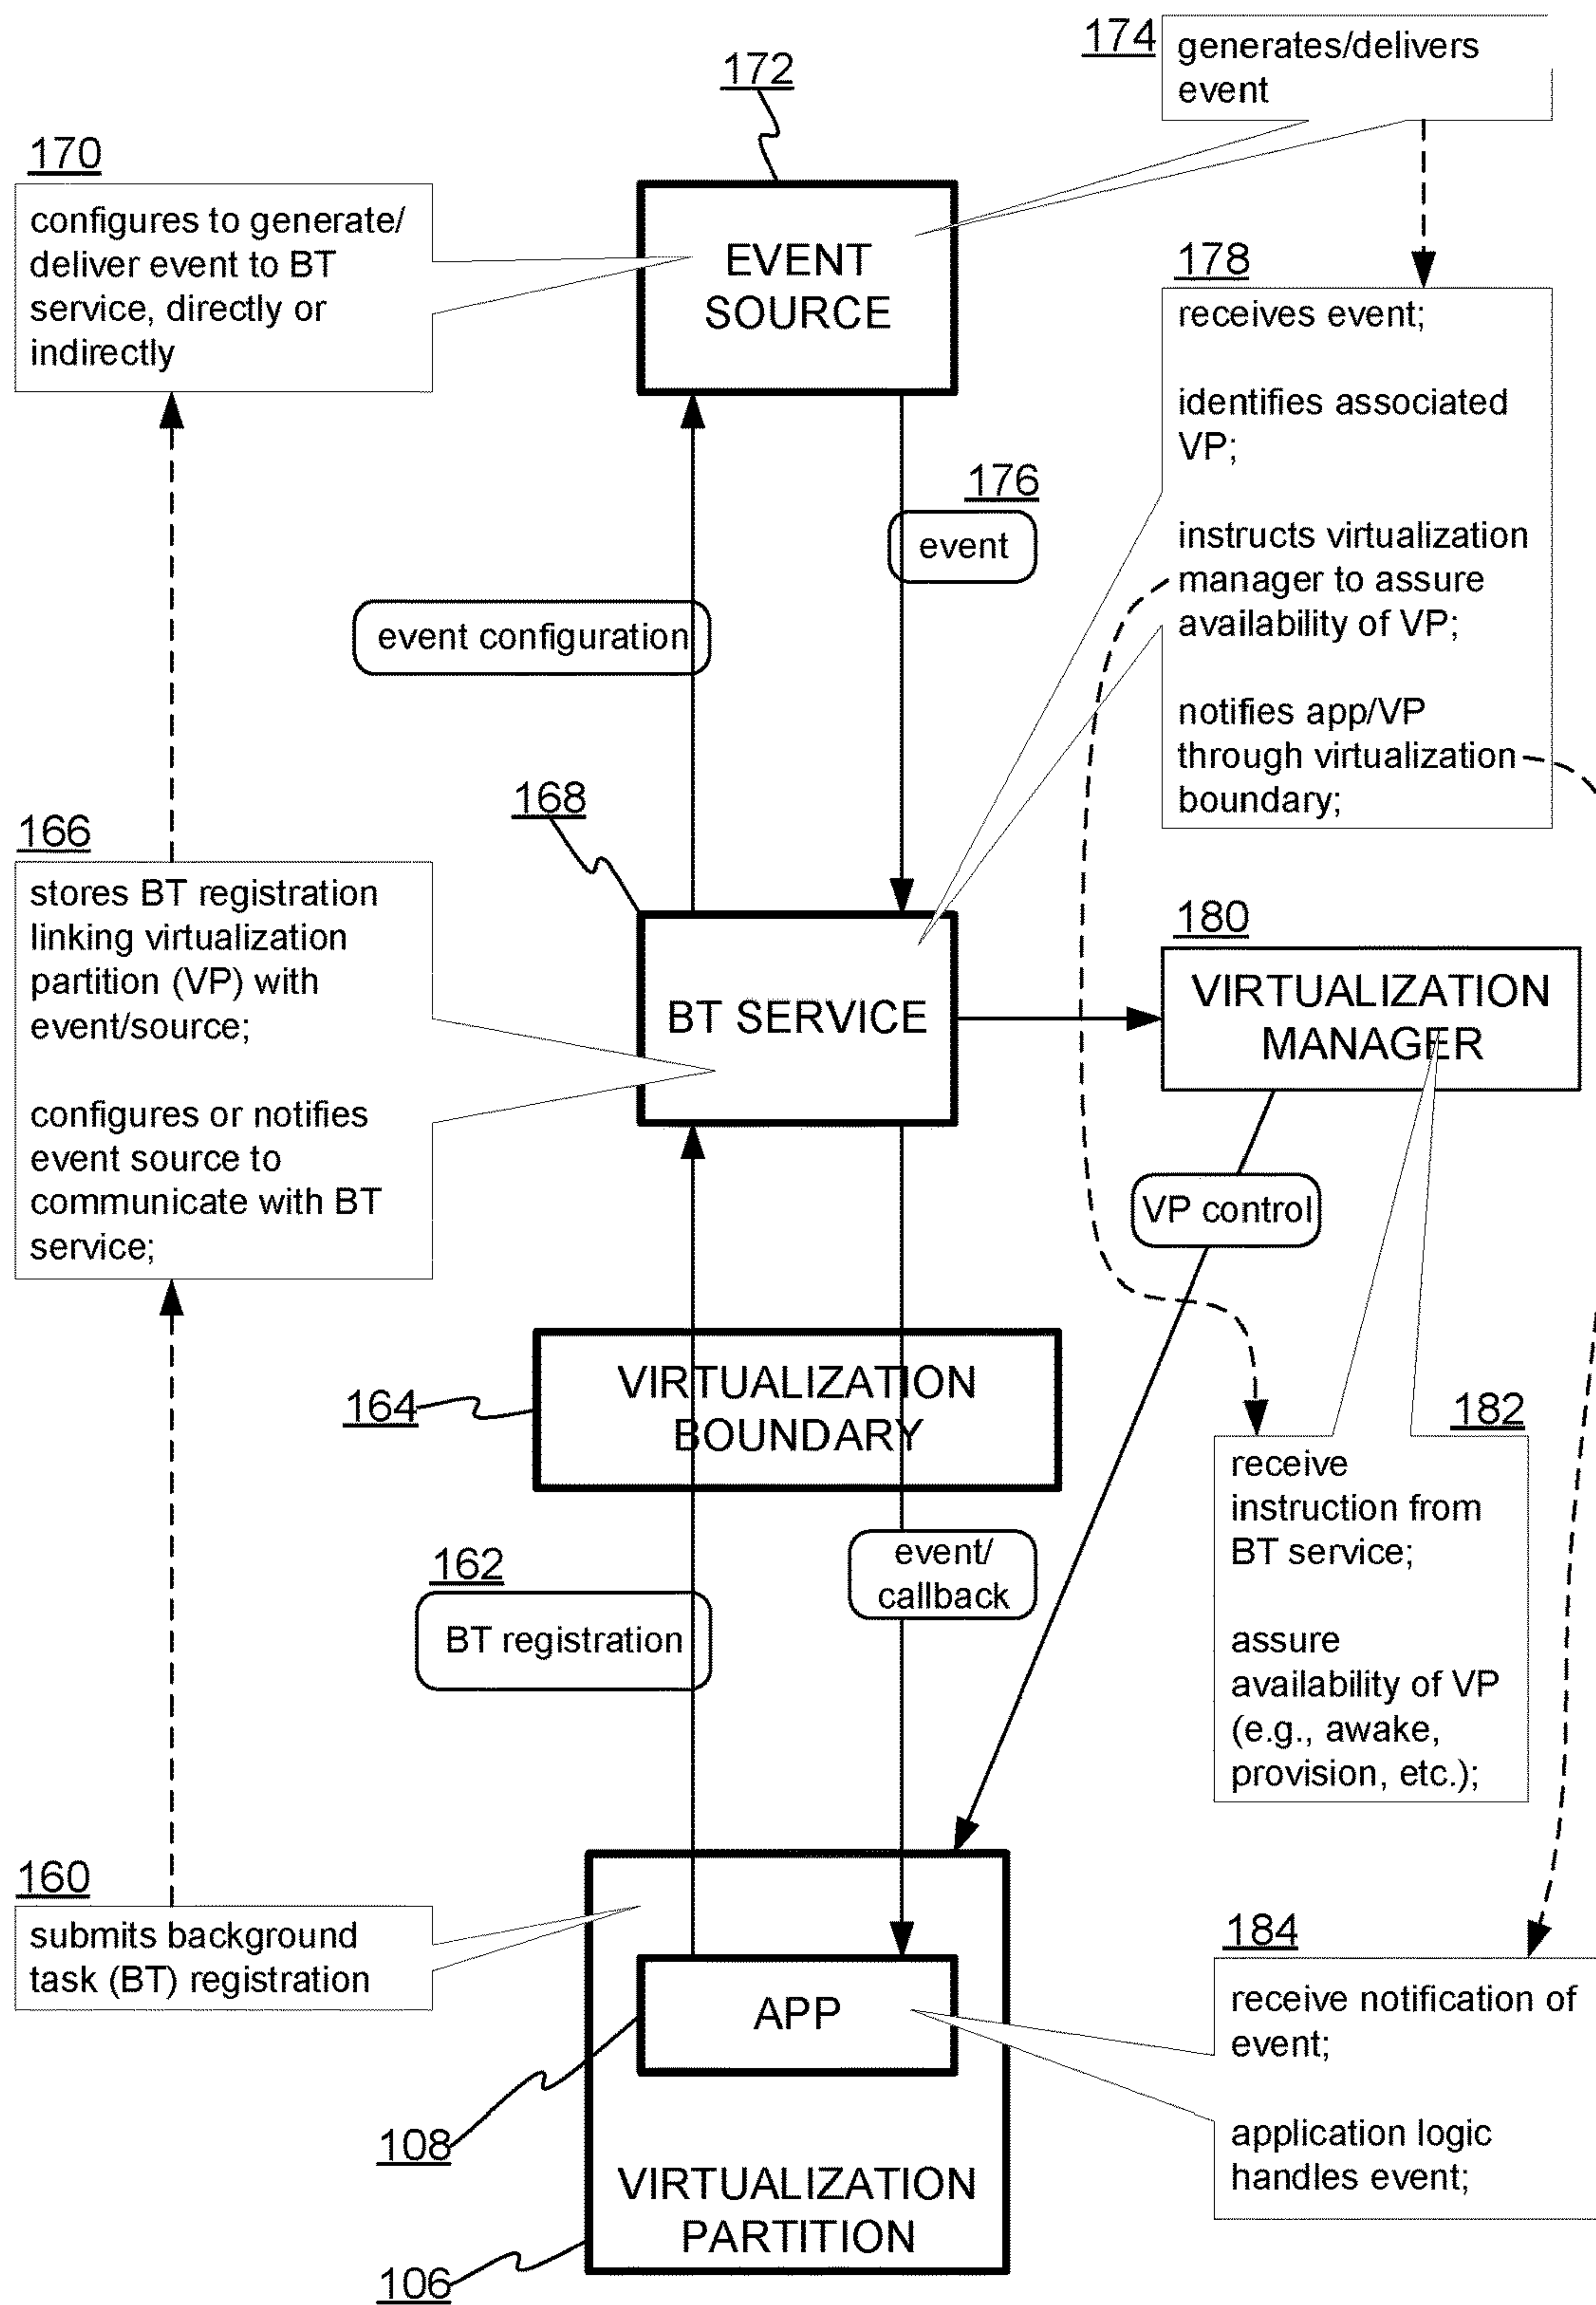 174
generates/delivers
event
172
170
configures to generate/
deliver event to BT
service, directly or
indirectly
EVENT
SOURCE
178
receives event;
identifies associated
VP;
instructs virtualization
manager to assure
availability of VP;
notifies app/VP
through virtualization
boundary;
176
event
event configuration
168
166
stores BT registration
linking virtualization
partition (VP) with
event/source;
configures or notifies
event source to
communicate with BT
service;
BT SERVICE
180
VIRTUALIZATION
MANAGER
VP control
164
VIRTUALIZATION
BOUNDARY
182
receive
instruction from
BT service;
assure
availability of VP
(e.g., awake,
provision, etc.);
162
BT registration
event/
callback
160
submits background
task (BT) registration
APP
184
receive notification of
event;
application logic
handles event;
108
VIRTUALIZATION
PARTITION
106